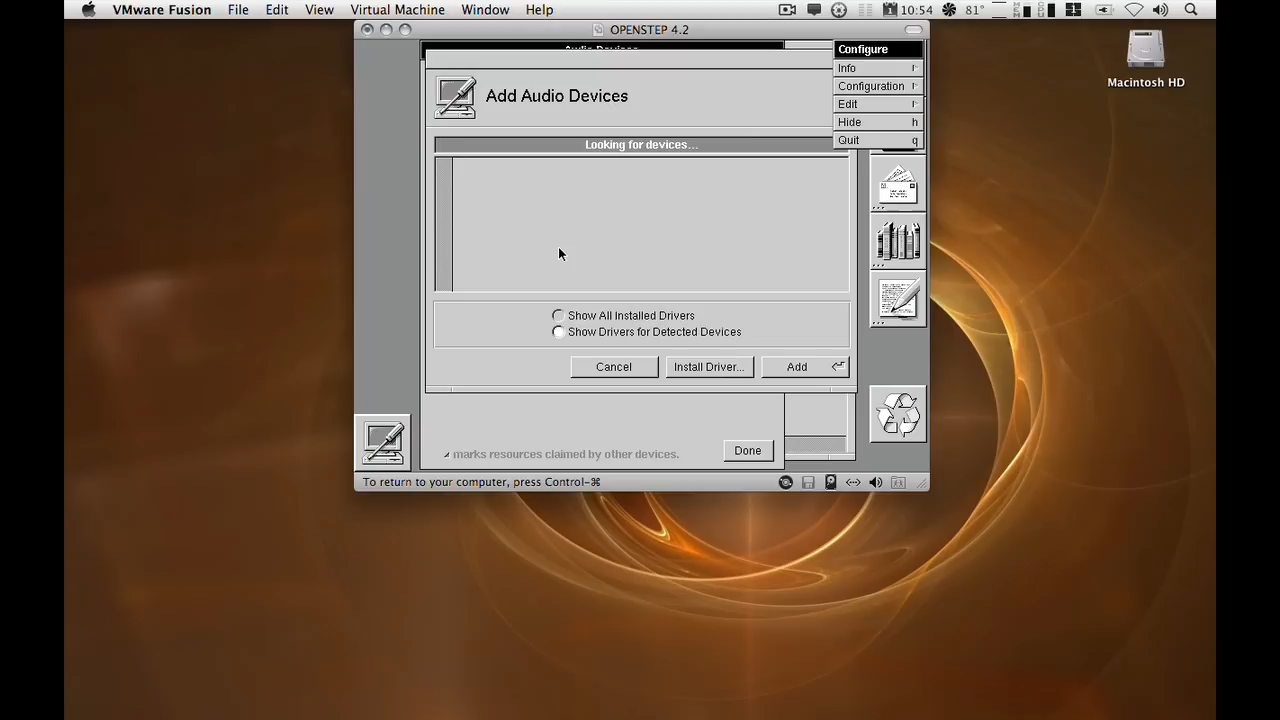 VMware Fusion File Edit View Virtual Machine Window Help 10:54 81°
OPENSTEP 4.2
Macintosh HD
Audio Devices
Configure
Info
Configuration
Edit
Hide h
Quit q
Add Audio Devices
Looking for devices...
Show All Installed Drivers
Show Drivers for Detected Devices
Cancel Install Driver... Add
marks resources claimed by other devices. Done
To return to your computer, press Control-⌘